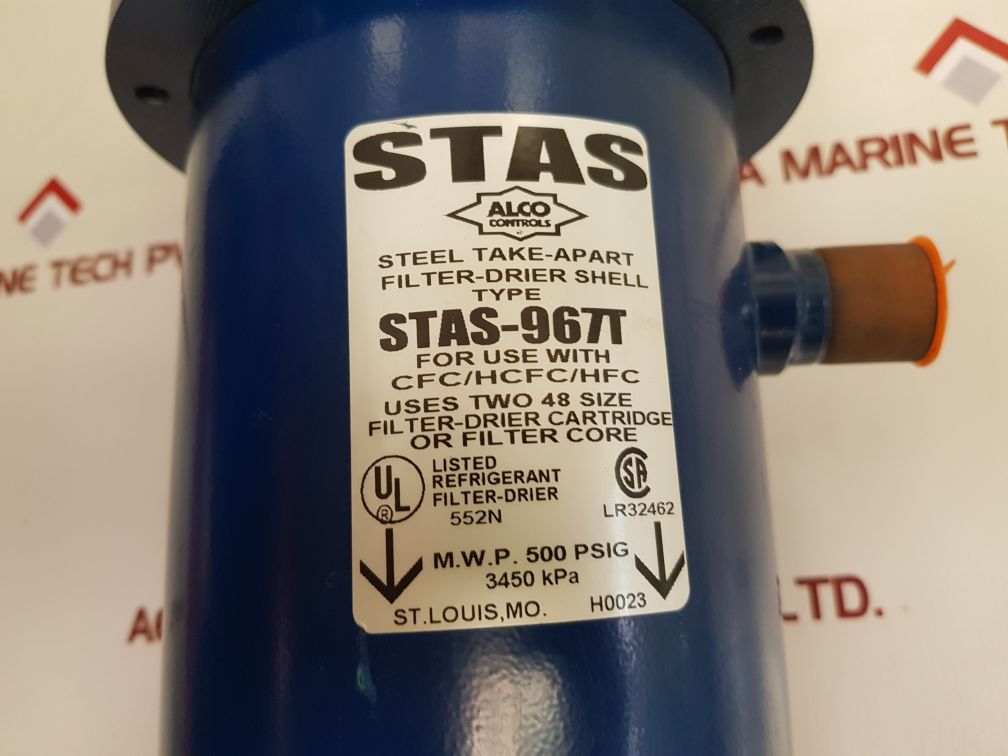 STAS
ALCO
CONTROLS
®
STEEL TAKE-APART
FILTER-DRIER SHELL
TYPE
STAS-967T
FOR USE WITH
CFC/HCFC/HFC
USES TWO 48 SIZE
FILTER-DRIER CARTRIDGE
OR FILTER CORE
UL
®
LISTED
REFRIGERANT
FILTER-DRIER
552N
SA
LR32462
M.W.P. 500 PSIG
3450 kPa
ST.LOUIS,MO. H0023
A MARINE T
NE TECH PV
LTD.